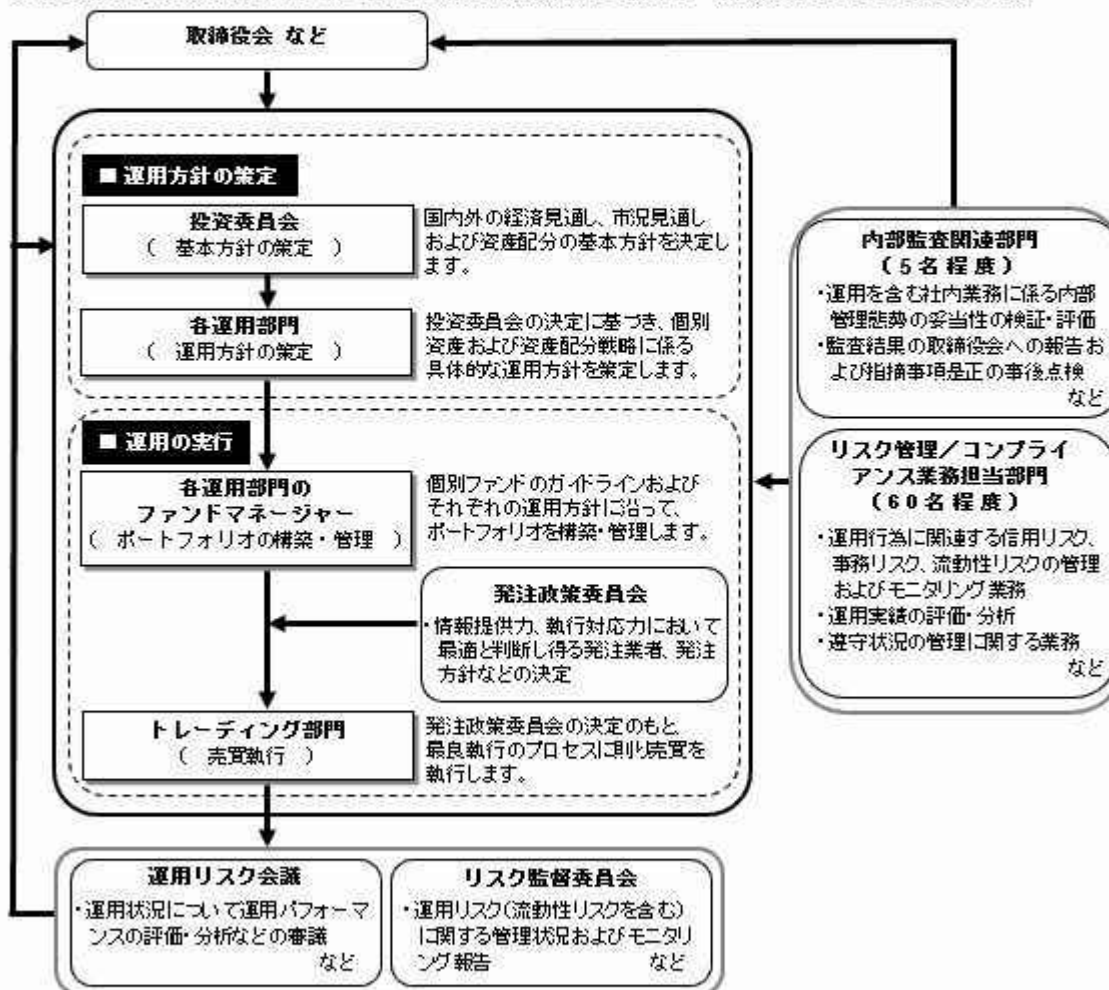 取締役会 など
■ 運用方針の策定
投資委員会
( 基本方針の策定 )
国内外の経済見通し、市況見通し
および資産配分の基本方針を決定し
ます。
各運用部門
( 運用方針の策定 )
投資委員会の決定に基づき、個別
資産および資産配分戦略に係る
具体的な運用方針を策定します。
■ 運用の実行
各運用部門の
ファンドマネージャー
( ポートフォリオの構築・管理 )
個別ファンドのガイドラインおよび
それぞれの運用方針に沿って、
ポートフォリオを構築・管理します。
発注政策委員会
・情報提供力、執行対応力において
最適と判断し得る発注業者、発注
方針などの決定
トレーディング部門
( 売買執行 )
発注政策委員会の決定のもと、
最良執行のプロセスに則り売買を
執行します。
内部監査関連部門
(5名程度)
・運用を含む社内業務に係る内部
管理態勢の妥当性の検証・評価
・監査結果の取締役会への報告お
よび指摘事項是正の事後点検
など
リスク管理/コンプライ
アンス業務担当部門
(60名程度)
・運用行為に関連する信用リスク、
事務リスク、流動性リスクの管理
およびモニタリング業務
・運用実績の評価・分析
・遵守状況の管理に関する業務
など
運用リスク会議
・運用状況について運用パフォーマ
ンスの評価・分析などの審議
など
リスク監督委員会
・運用リスク(流動性リスクを含む)
に関する管理状況およびモニタリ
ング報告 など